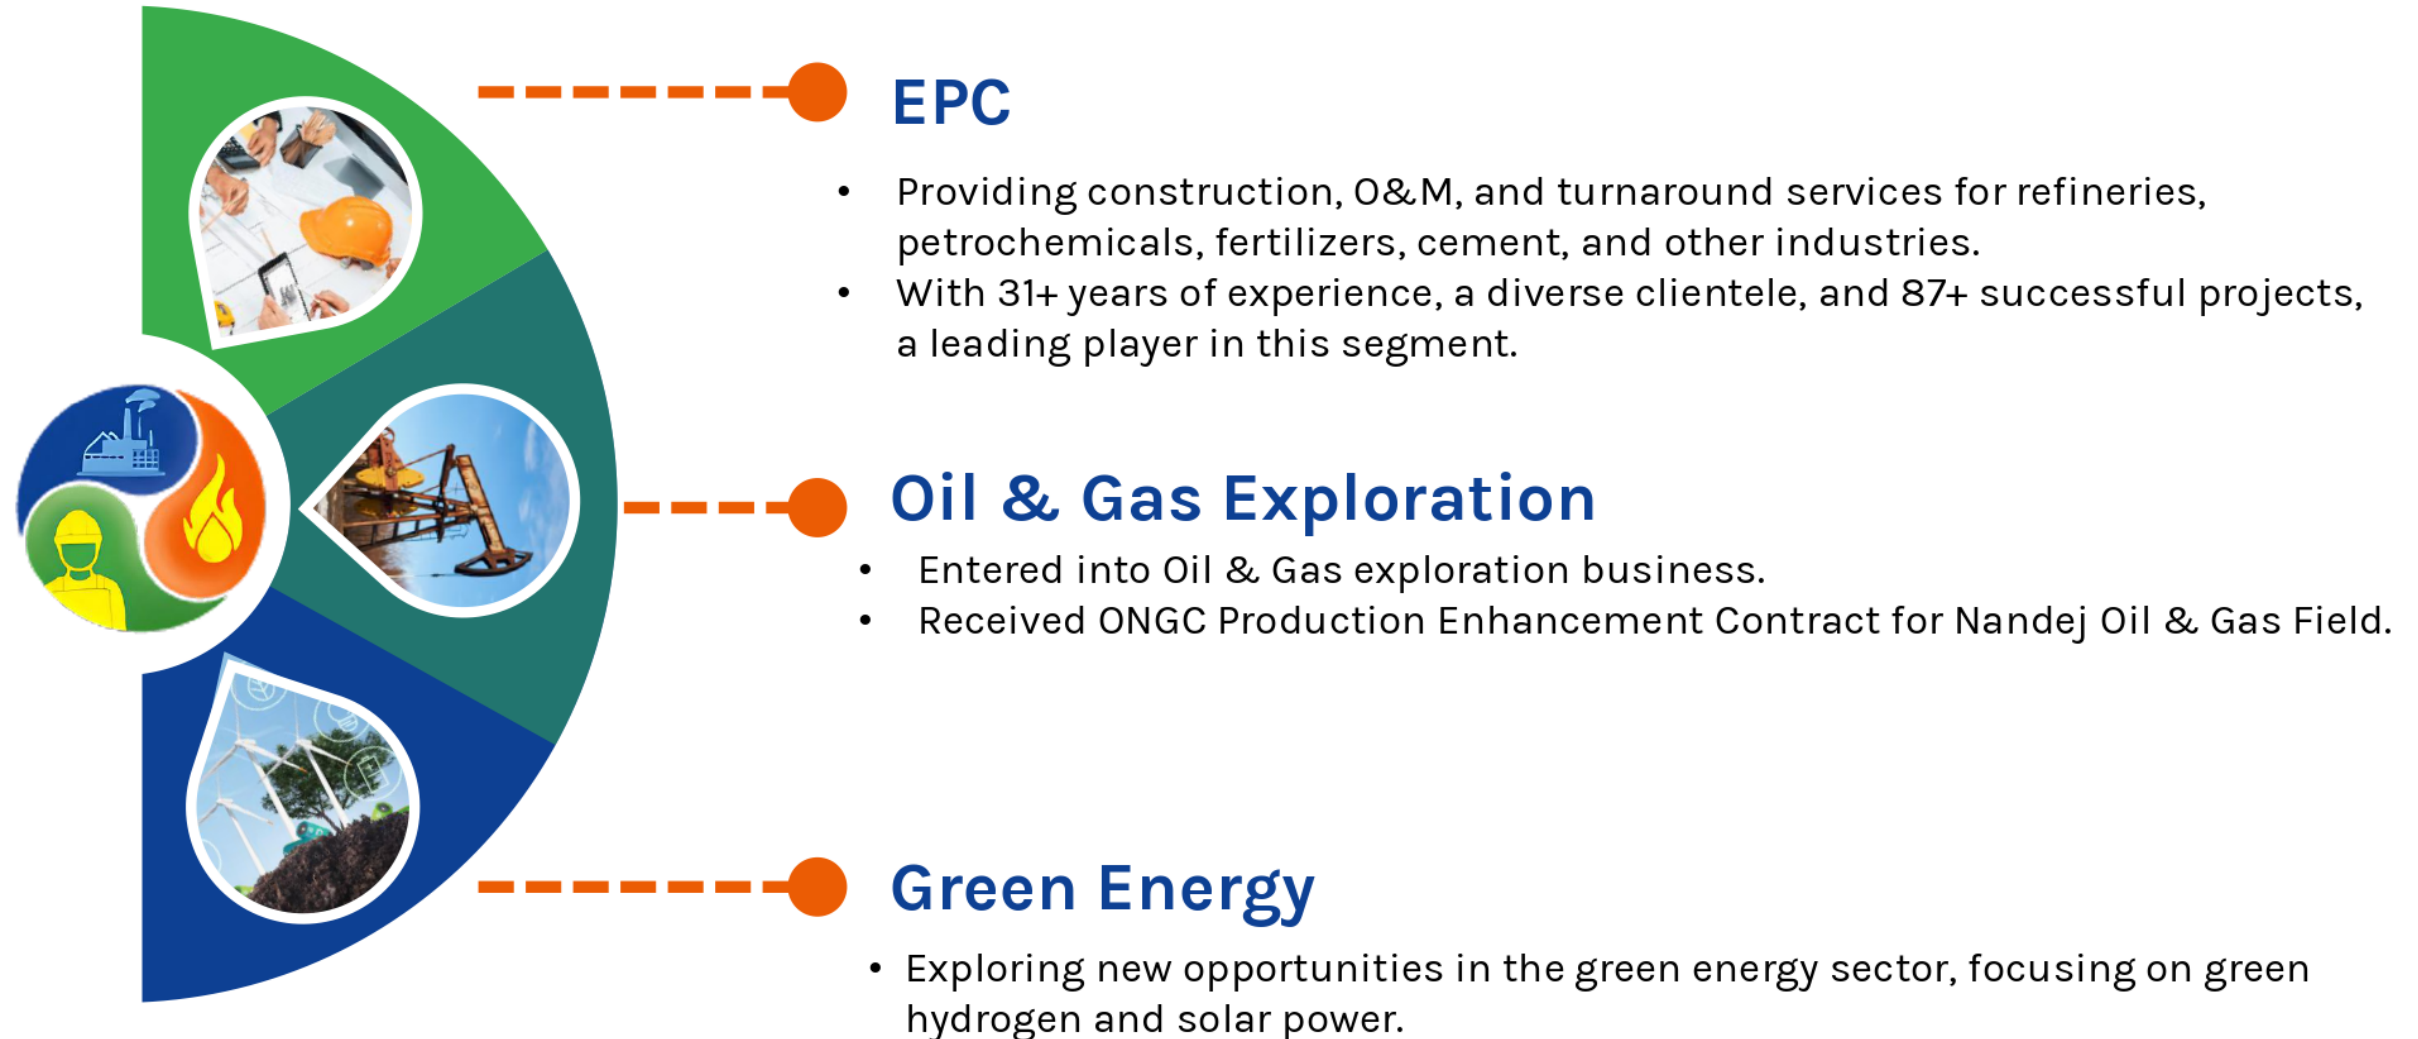 EPC
• Providing construction, O&M, and turnaround services for refineries,
petrochemicals, fertilizers, cement, and other industries.
• With 31+ years of experience, a diverse clientele, and 87+ successful projects,
a leading player in this segment.
Oil & Gas Exploration
• Entered into Oil & Gas exploration business.
• Received ONGC Production Enhancement Contract for Nandej Oil & Gas Field.
Green Energy
• Exploring new opportunities in the green energy sector, focusing on green
hydrogen and solar power.